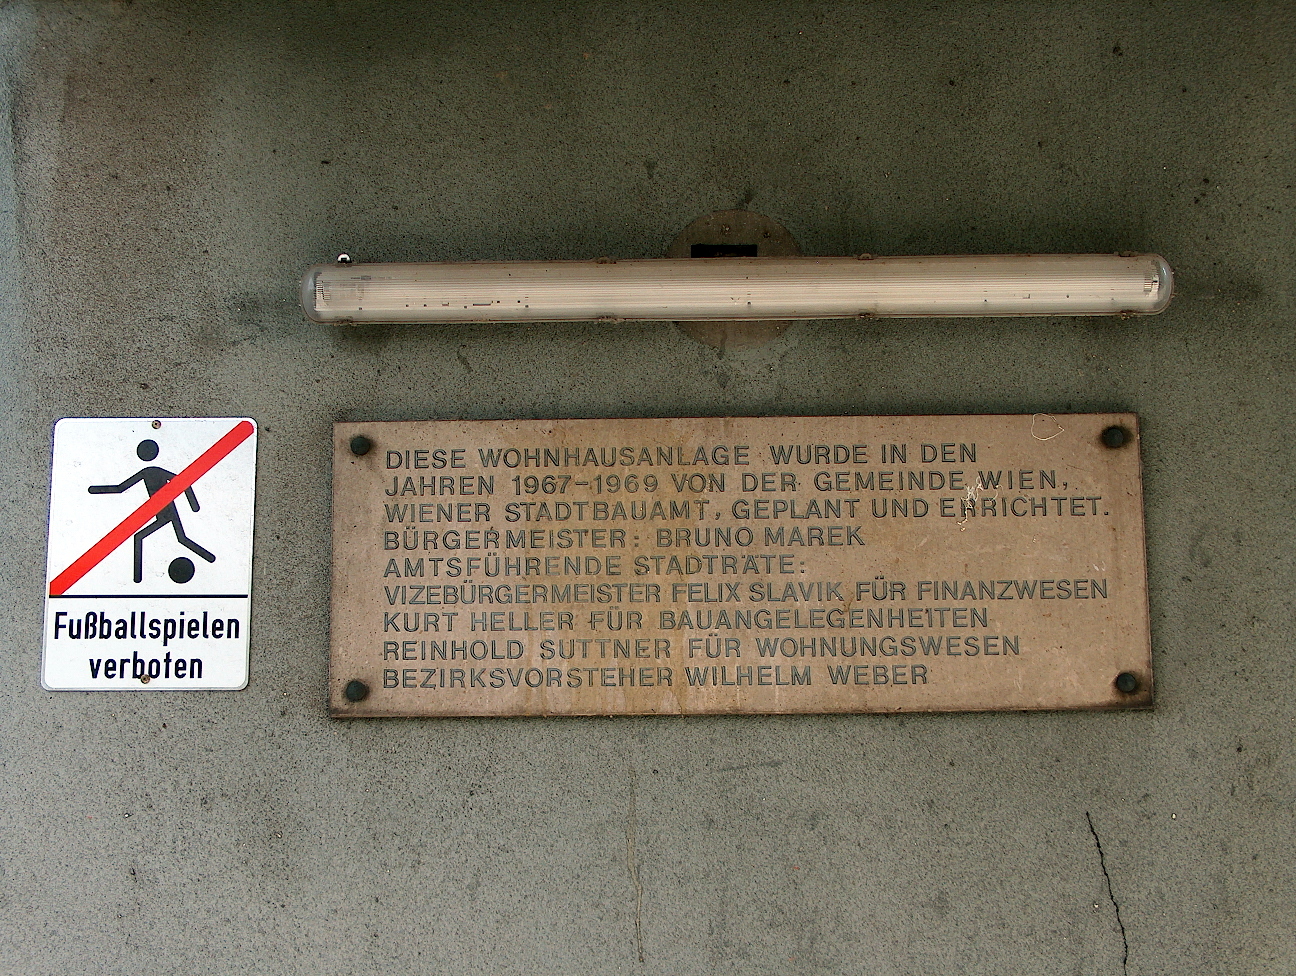 Fußballspielen
verboten
DIESE WOHNHAUSANLAGE WURDE IN DEN
JAHREN 1967–1969 VON DER GEMEINDE WIEN,
WIENER STADTBAUAMT, GEPLANT UND ERRICHTET.
BÜRGERMEISTER: BRUNO MAREK
AMTSFÜHRENDE STADTRÄTE:
VIZEBÜRGERMEISTER FELIX SLAVIK FÜR FINANZWESEN
KURT HELLER FÜR BAUANGELEGENHEITEN
REINHOLD SUTTNER FÜR WOHNUNGSWESEN
BEZIRKSVORSTEHER WILHELM WEBER